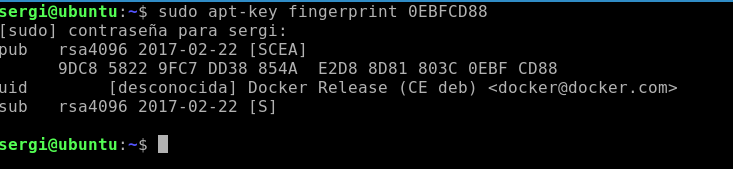 sergi@ubuntu:~$ sudo apt-key fingerprint 0EBFCD88
[sudo] contraseña para sergi:
pub   rsa4096 2017-02-22 [SCEA]
      9DC8 5822 9FC7 DD38 854A  E2D8 8D81 803C 0EBF CD88
uid        [desconocida] Docker Release (CE deb) <docker@docker.com>
sub   rsa4096 2017-02-22 [S]
sergi@ubuntu:~$